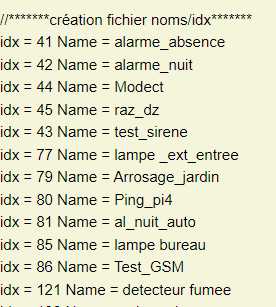 //*******création fichier noms/idx*******
idx = 41 Name = alarme_absence
idx = 42 Name = alarme_nuit
idx = 44 Name = Modect
idx = 45 Name = raz_dz
idx = 43 Name = test_sirene
idx = 77 Name = lampe _ext_entree
idx = 79 Name = Arrosage_jardin
idx = 80 Name = Ping_pi4
idx = 81 Name = al_nuit_auto
idx = 85 Name = lampe bureau
idx = 86 Name = Test_GSM
idx = 121 Name = detecteur fumee